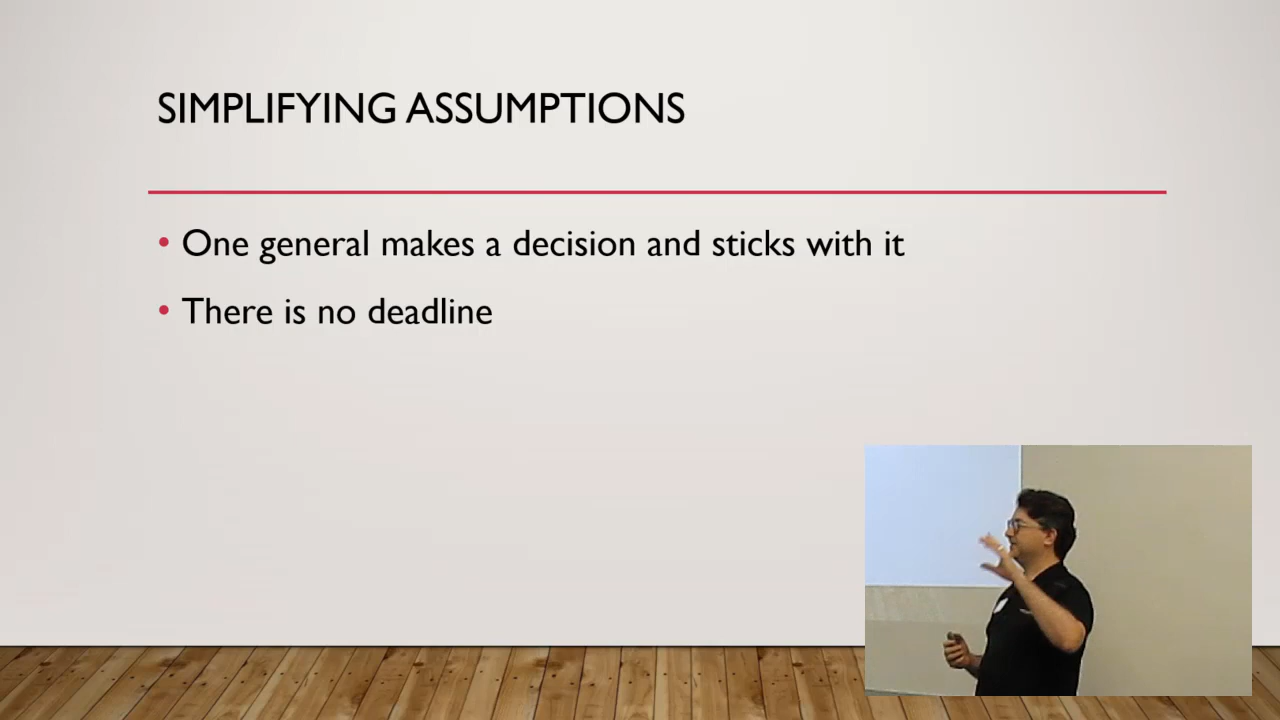 SIMPLIFYING ASSUMPTIONS
• One general makes a decision and sticks with it
• There is no deadline